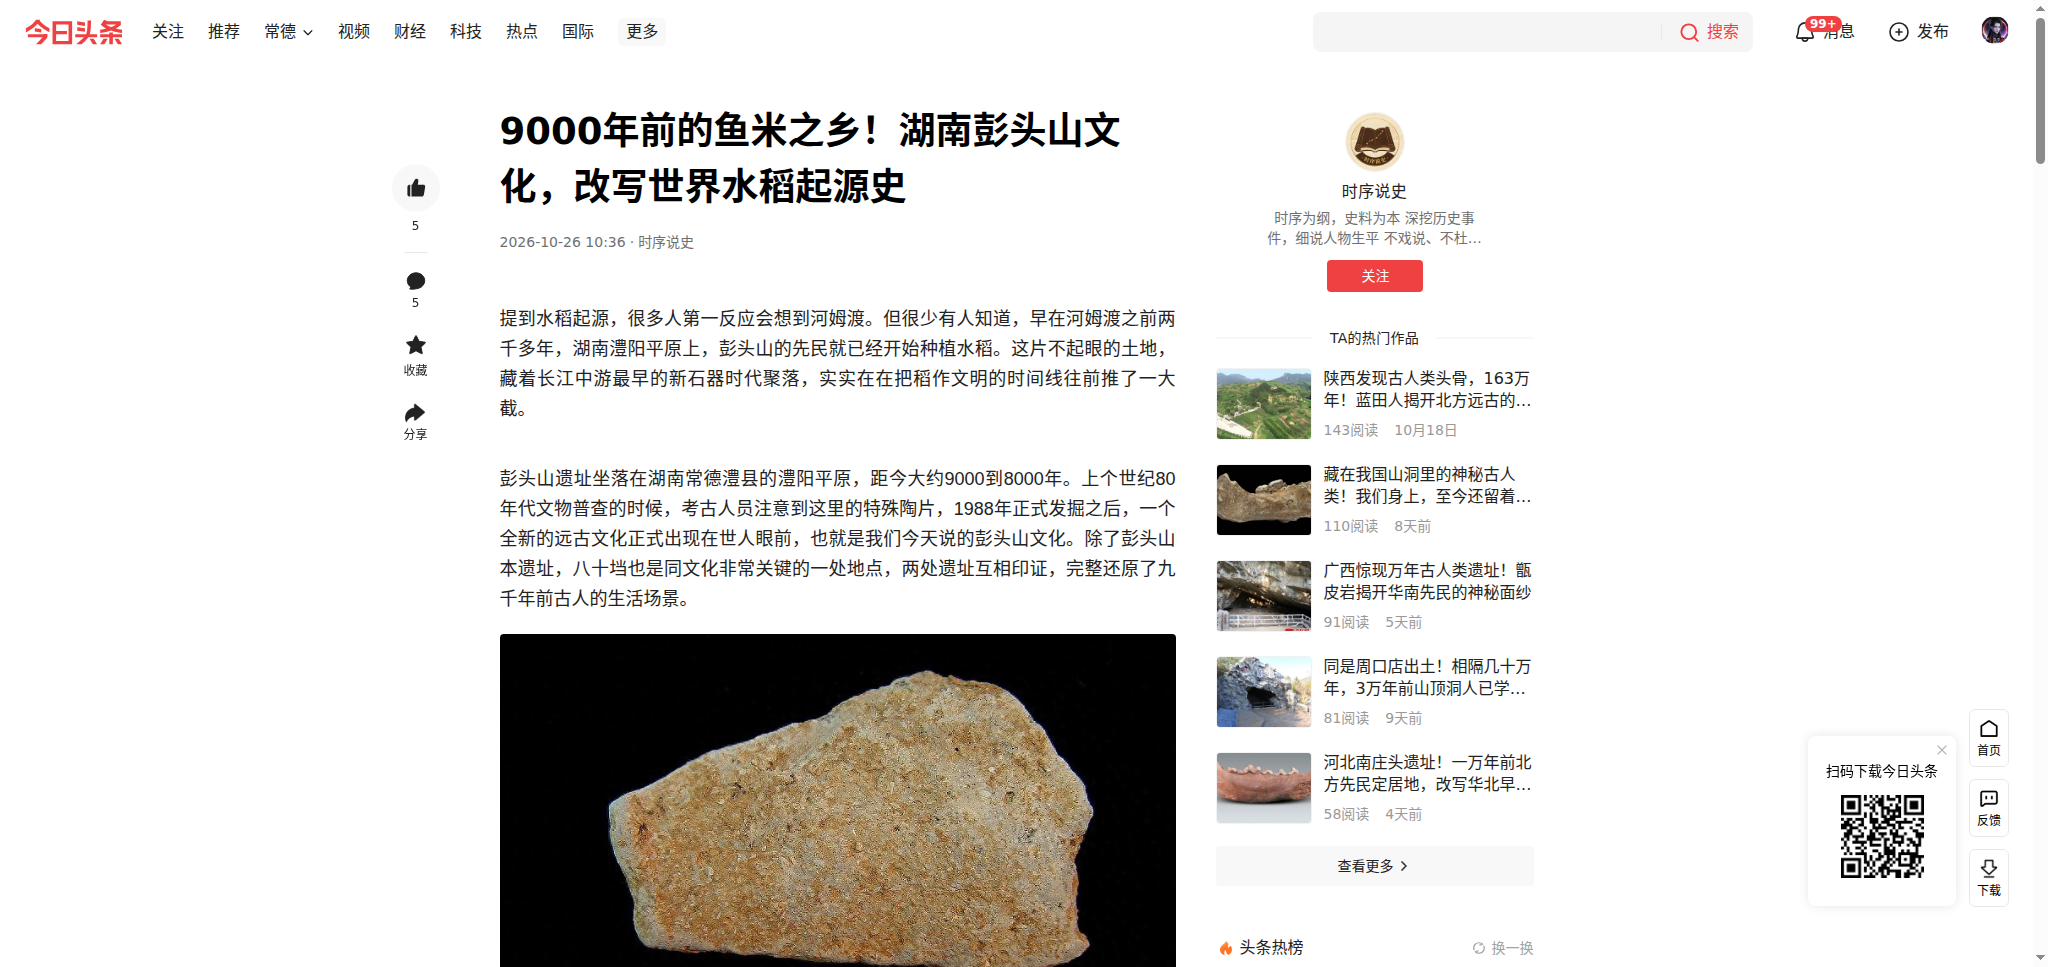 今日头条
关注 推荐 常德 视频 财经 科技 热点 国际 更多
搜索
99+
消息
发布
9000年前的鱼米之乡！湖南彭头山文
化，改写世界水稻起源史
2026-10-26 10:36 · 时序说史
5
5
收藏
分享
提到水稻起源，很多人第一反应会想到河姆渡。但很少有人知道，早在河姆渡之前两
千多年，湖南澧阳平原上，彭头山的先民就已经开始种植水稻。这片不起眼的土地，
藏着长江中游最早的新石器时代聚落，实实在在把稻作文明的时间线往前推了一大
截。
彭头山遗址坐落在湖南常德澧县的澧阳平原，距今大约9000到8000年。上个世纪80
年代文物普查的时候，考古人员注意到这里的特殊陶片，1988年正式发掘之后，一个
全新的远古文化正式出现在世人眼前，也就是我们今天说的彭头山文化。除了彭头山
本遗址，八十垱也是同文化非常关键的一处地点，两处遗址互相印证，完整还原了九
千年前古人的生活场景。
时序说史
时序说史
时序为纲，史料为本 深挖历史事
件，细说人物生平 不戏说、不杜...
关注
TA的热门作品
陕西发现古人类头骨，163万
年！蓝田人揭开北方远古的...
143阅读 10月18日
藏在我国山洞里的神秘古人
类！我们身上，至今还留着...
110阅读 8天前
广西惊现万年古人类遗址！甑
皮岩揭开华南先民的神秘面纱
91阅读 5天前
同是周口店出土！相隔几十万
年，3万年前山顶洞人已学...
81阅读 9天前
河北南庄头遗址！一万年前北
方先民定居地，改写华北早...
58阅读 4天前
查看更多
头条热榜
换一换
扫码下载今日头条
首页
反馈
下载